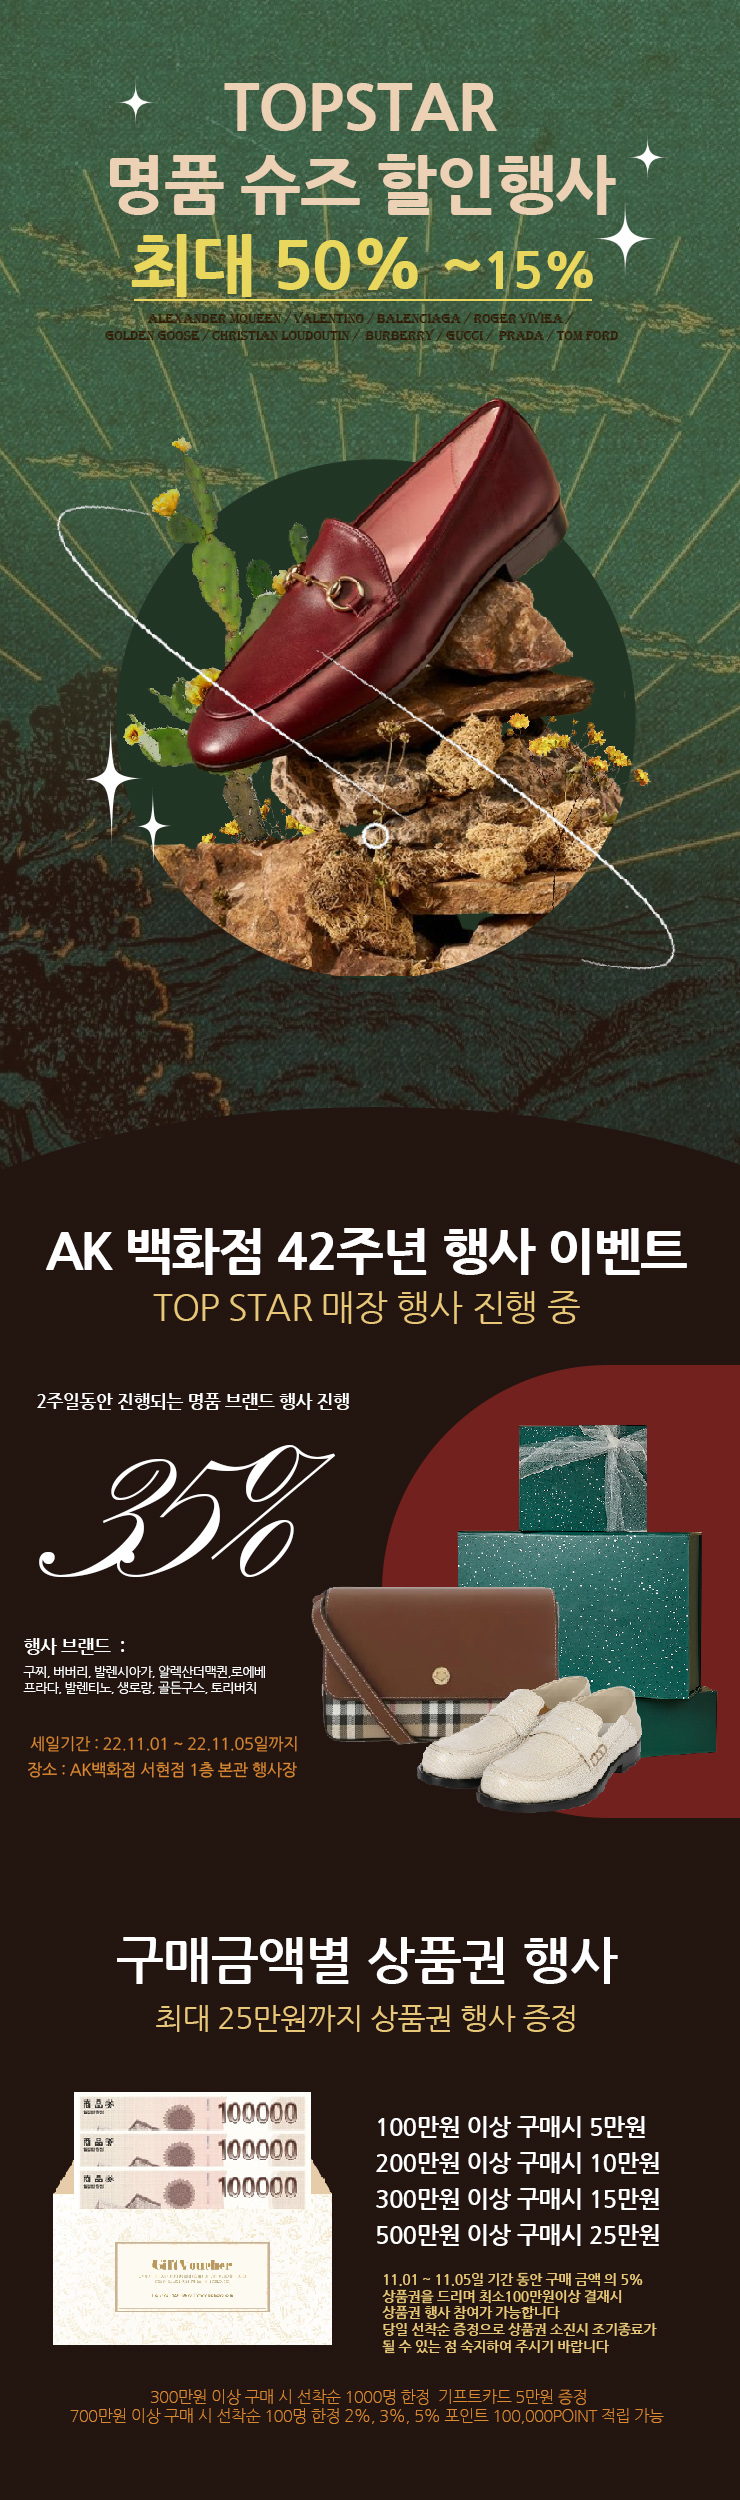 TOPSTAR
명품 슈즈 할인행사
최대 50% ~15%
ALEXANDER MQUEEN / VALENTINO / BALENCIAGA / ROGER VIVIEA /
GOLDEN GOOSE / CHRISTIAN LOUDOUTIN / BURBERRY / GUCCI / PRADA / TOM FORD
AK 백화점 42주년 행사 이벤트
TOP STAR 매장 행사 진행 중
2주일동안 진행되는 명품 브랜드 행사 진행
35%
행사 브랜드 :
구찌, 버버리, 발렌시아가, 알렉산더맥퀸,로에베
프라다, 발렌티노, 생로랑, 골든구스, 토리버치
세일기간 : 22.11.01 ~ 22.11.05일까지
장소 : AK백화점 서현점 1층 본관 행사장
구매금액별 상품권 행사
최대 25만원까지 상품권 행사 증정
商品券
100000
商品券
100000
商品券
100000
Gift Voucher
100만원 이상 구매시 5만원
200만원 이상 구매시 10만원
300만원 이상 구매시 15만원
500만원 이상 구매시 25만원
11.01 ~ 11.05일 기간 동안 구매 금액 의 5%
상품권을 드리며 최소100만원이상 결재시
상품권 행사 참여가 가능합니다
당일 선착순 증정으로 상품권 소진시 조기종료가
될 수 있는 점 숙지하여 주시기 바랍니다
300만원 이상 구매 시 선착순 1000명 한정 기프트카드 5만원 증정
700만원 이상 구매 시 선착순 100명 한정 2%, 3%, 5% 포인트 100,000POINT 적립 가능